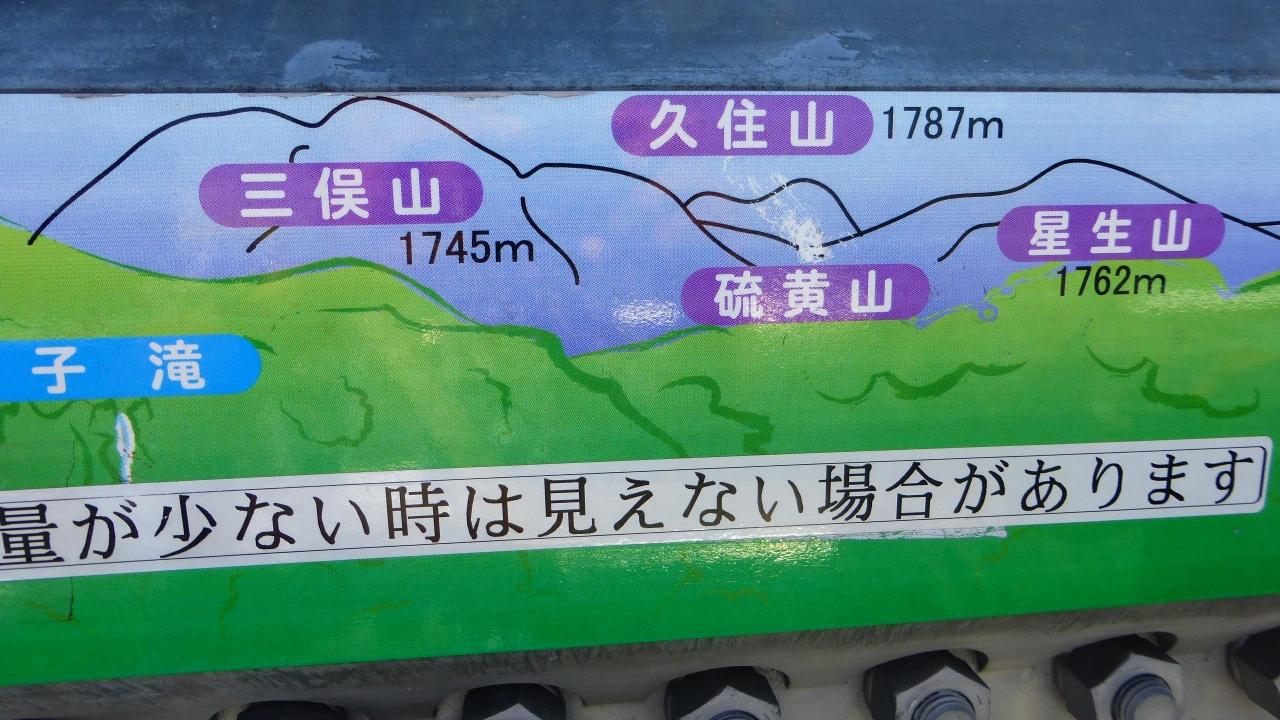 久住山 1787m
三俣山
1745m
星生山
1762m
硫黄山
子滝
量が少ない時は見えない場合があります